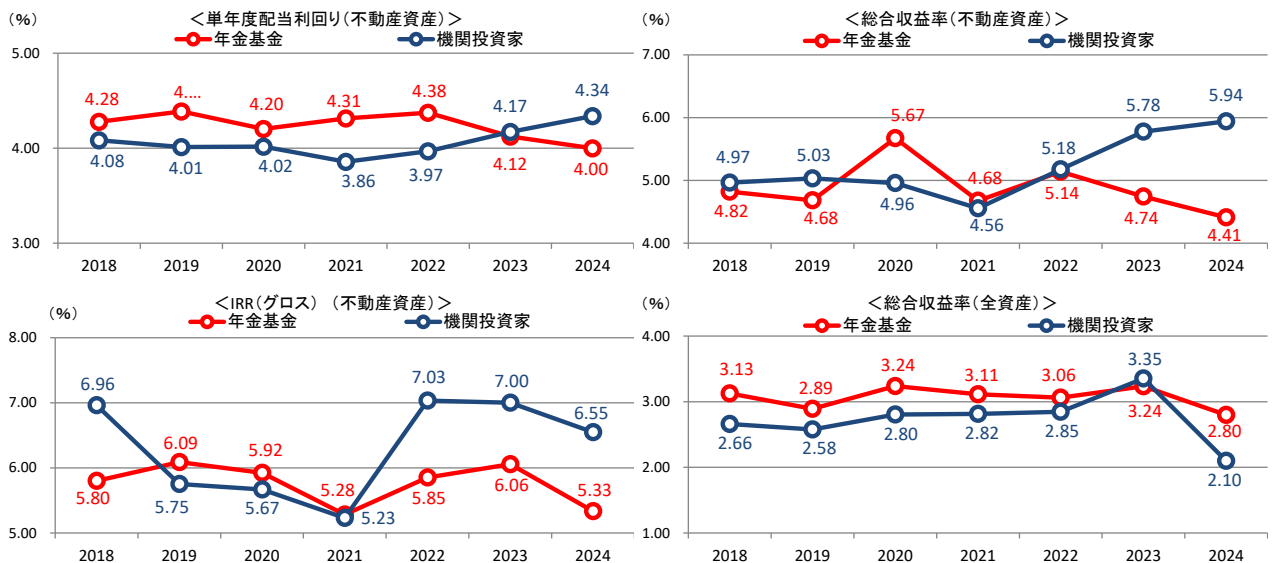 (%)
＜単年度配当利回り(不動産資産)＞
年金基金 機関投資家
5.00
4.00
3.00
4.28 4.... 4.20 4.31 4.38 4.17 4.34
4.08 4.01 4.02 3.86 3.97 4.12 4.00
2018 2019 2020 2021 2022 2023 2024
(%)
＜総合収益率(不動産資産)＞
年金基金 機関投資家
7.00
6.00
5.00
4.00
4.97 5.03 5.67 4.68 5.18 5.78 5.94
4.82 4.68 4.96 4.56 5.14 4.74 4.41
2018 2019 2020 2021 2022 2023 2024
(%)
＜IRR(グロス) (不動産資産)＞
年金基金 機関投資家
8.00
7.00
6.00
5.00
6.96 6.09 5.92 5.28 7.03 7.00 6.55
5.80 5.75 5.67 5.23 5.85 6.06 5.33
2018 2019 2020 2021 2022 2023 2024
(%)
＜総合収益率(全資産)＞
年金基金 機関投資家
4.00
3.00
2.00
1.00
3.13 2.89 3.24 3.11 3.06 3.35 2.80
2.66 2.58 2.80 2.82 2.85 3.24 2.10
2018 2019 2020 2021 2022 2023 2024